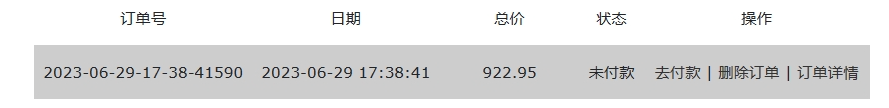 订单号 日期 总价 状态 操作
2023-06-29-17-38-41590 2023-06-29 17:38:41 922.95 未付款 去付款 | 删除订单 | 订单详情